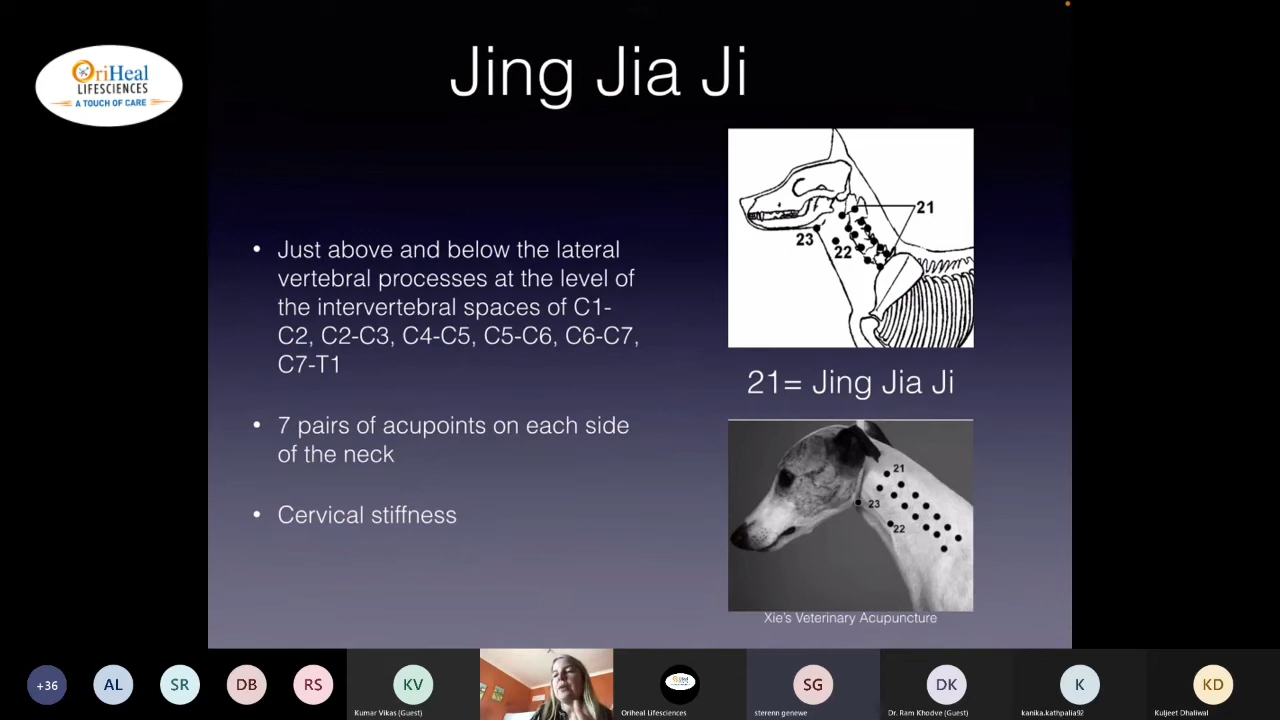 OriHeal
LIFESCIENCES
A TOUCH OF CARE
Jing Jia Ji
• Just above and below the lateral
vertebral processes at the level of
the intervertebral spaces of C1-
C2, C2-C3, C4-C5, C5-C6, C6-C7,
C7-T1
• 7 pairs of acupoints on each side
of the neck
• Cervical stiffness
21
23
22
21= Jing Jia Ji
21
23
22
Xie's Veterinary Acupuncture
+36
AL
SR
DB
RS
KV
Kumar Vikas (Guest)
Oriheal Lifesciences
SG
sterenn genewe
DK
Dr. Ram Khodve (Guest)
K
kanika.kathpalia92
KD
Kuljeet Dhaliwal